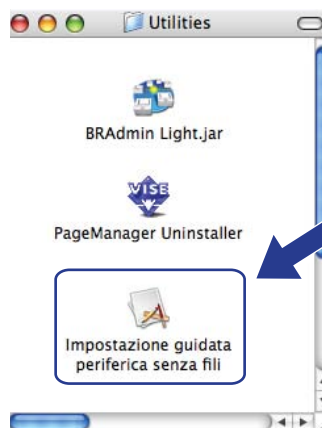 Utilities
BRAdmin Light.jar
VISE
PageManager Uninstaller
Impostazione guidata
periferica senza fili